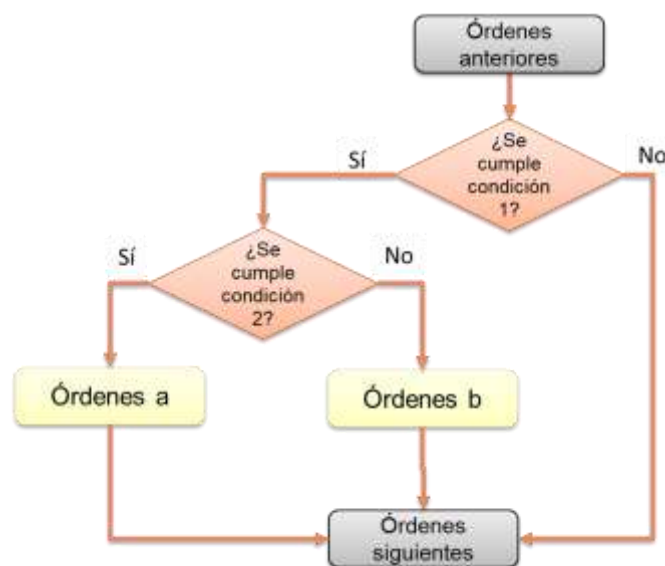 Órdenes
anteriores
¿Se
cumple
condición
1?
Sí
No
¿Se
cumple
condición
2?
Sí
No
Órdenes a
Órdenes b
Órdenes
siguientes